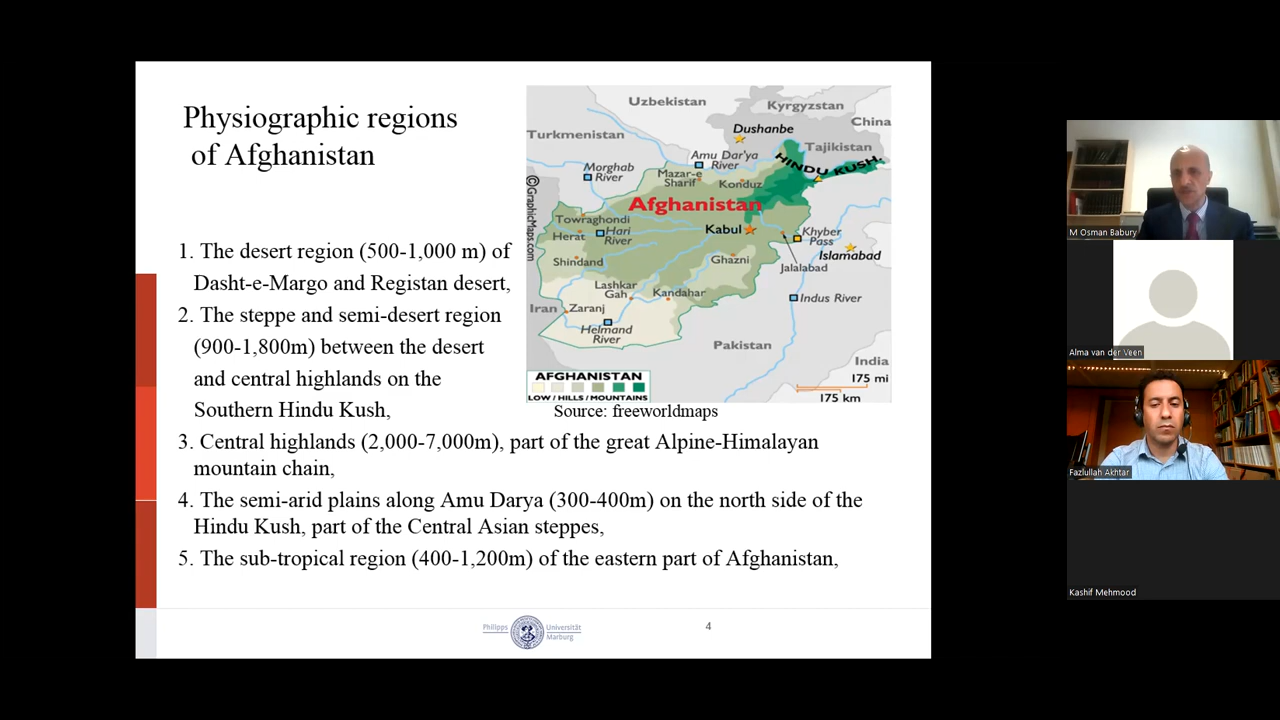 Physiographic regions
of Afghanistan
1. The desert region (500-1,000 m) of
Dasht-e-Margo and Registan desert,
2. The steppe and semi-desert region
(900-1,800m) between the desert
and central highlands on the
Southern Hindu Kush,
3. Central highlands (2,000-7,000m), part of the great Alpine-Himalayan
mountain chain,
4. The semi-arid plains along Amu Darya (300-400m) on the north side of the
Hindu Kush, part of the Central Asian steppes,
5. The sub-tropical region (400-1,200m) of the eastern part of Afghanistan,
Uzbekistan
Kyrgyzstan
China
Turkmenistan
Dushanbe
Tajikistan
Amu Dar'ya
River
HINDU KUSH
Morghab
River
Mazar-e
Sharif
Konduz
©GraphicMaps.com
Afghanistan
Towraghondi
Herat
Hari
River
Kabul
Khyber
Pass
Islamabad
Shindand
Ghazni
Jalalabad
Lashkar
Gah
Kandahar
Indus River
Iran
Zaranj
Helmand
River
Pakistan
India
AFGHANISTAN
LOW / HILLS / MOUNTAINS
175 mi
175 km
Source: freeworldmaps
Philipps
Universität
Marburg
4
M Osman Babury
Alma van der Veen
Fazlullah Akhtar
Kashif Mehmood